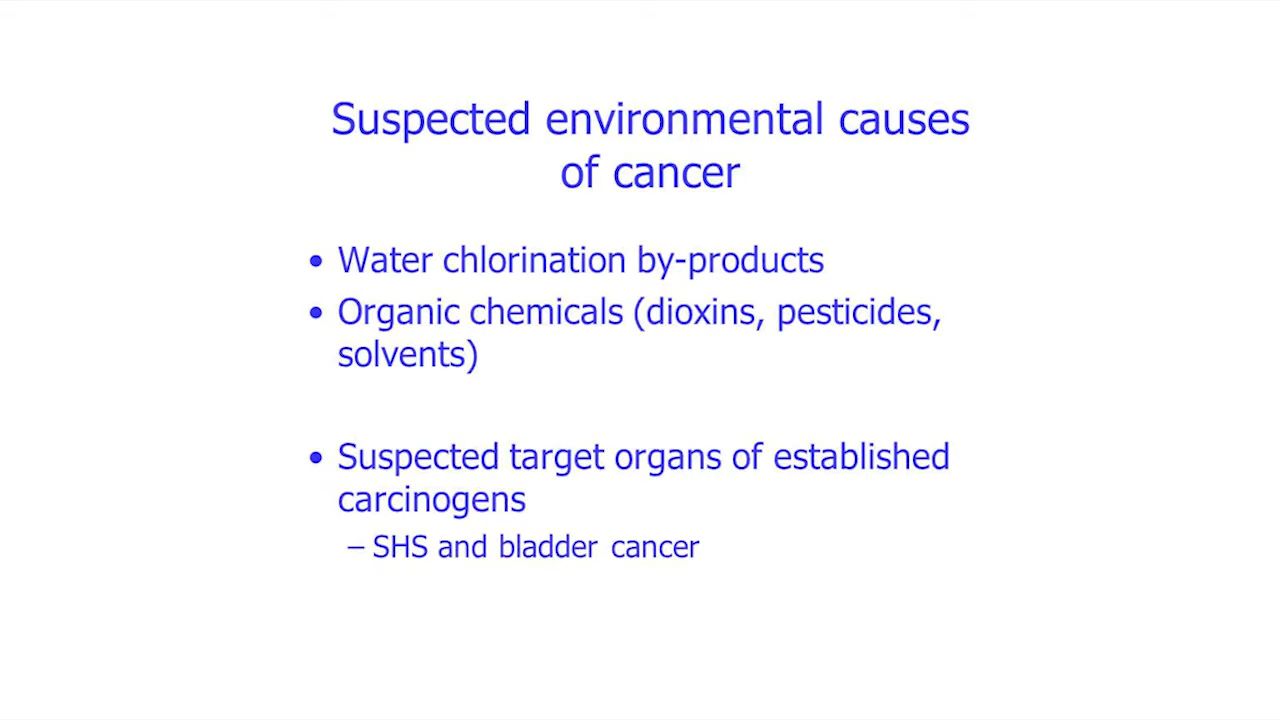 Suspected environmental causes
of cancer
• Water chlorination by-products
• Organic chemicals (dioxins, pesticides,
solvents)
• Suspected target organs of established
carcinogens
– SHS and bladder cancer